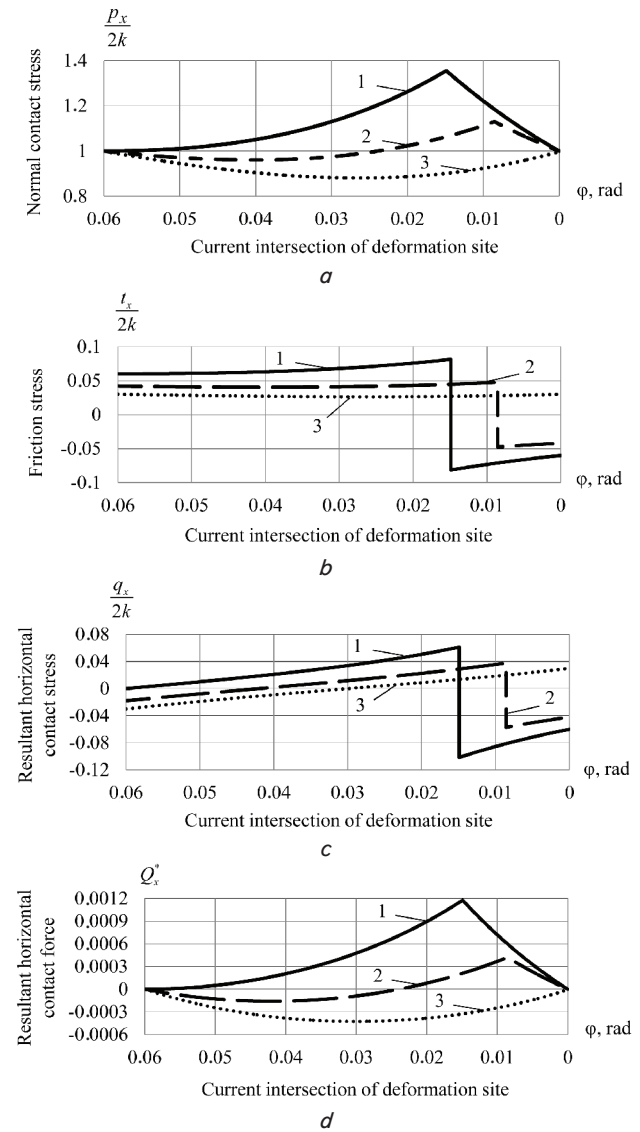 p_x
2k
Normal contact stress
1.4
1.2
1
0.8
1
2
3
φ, rad
0.06 0.05 0.04 0.03 0.02 0.01 0
Current intersection of deformation site
a
t_x
2k
Friction stress
0.1
0.05
0
-0.05
-0.1
1
2
3
φ, rad
0.06 0.05 0.04 0.03 0.02 0.01 0
Current intersection of deformation site
b
q_x
2k
Resultant horizontal
contact stress
0.08
0.04
0
-0.04
-0.08
-0.12
1
2
3
φ, rad
0.06 0.05 0.04 0.03 0.02 0.01 0
Current intersection of deformation site
c
Q_x^*
Resultant horizontal
contact force
0.0012
0.0009
0.0006
0.0003
0
-0.0003
-0.0006
1
2
3
φ, rad
0.06 0.05 0.04 0.03 0.02 0.01 0
Current intersection of deformation site
d